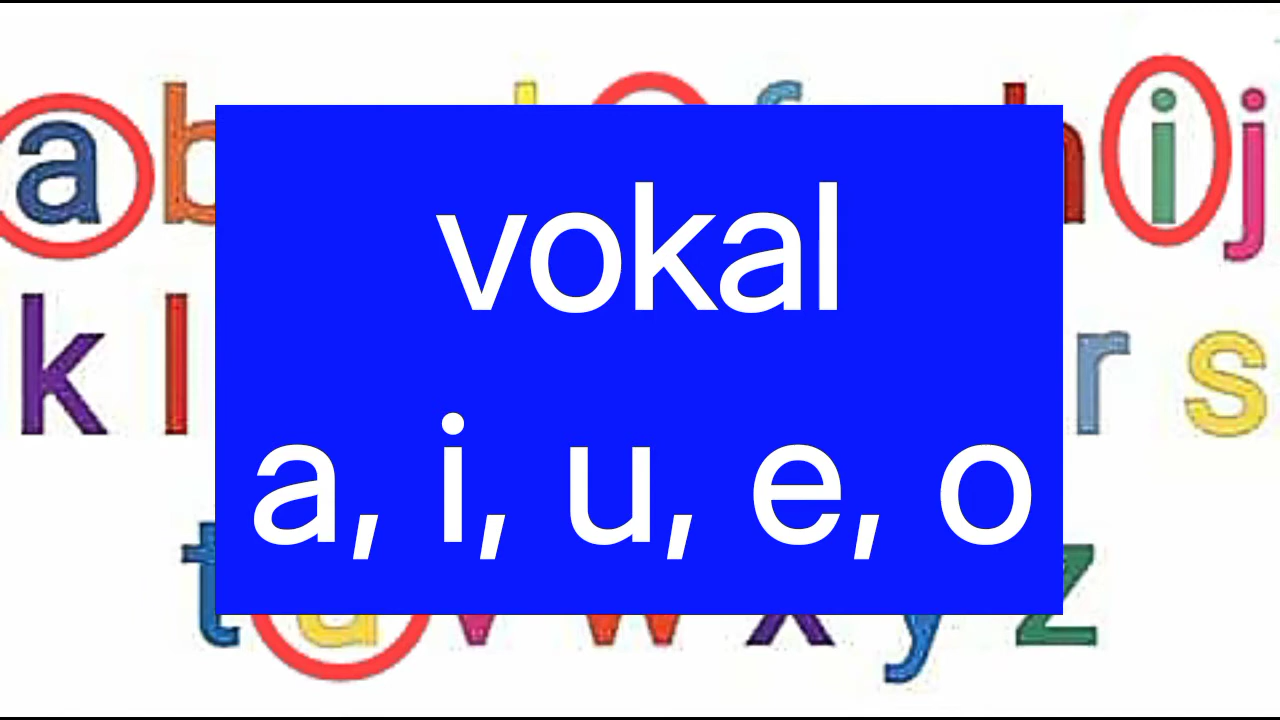 a b d f h i j
vokal
k l r s
a, i, u, e, o
t u v w x y z